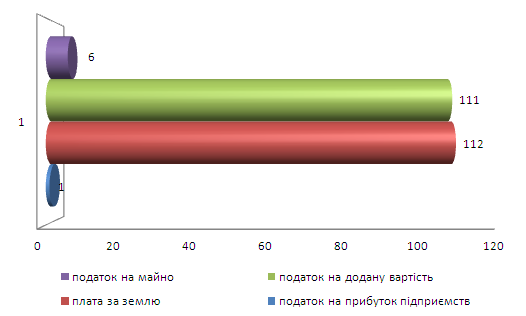 6
111
1
112
1
0 20 40 60 80 100 120
податок на майно податок на додану вартість
плата за землю податок на прибуток підприємств